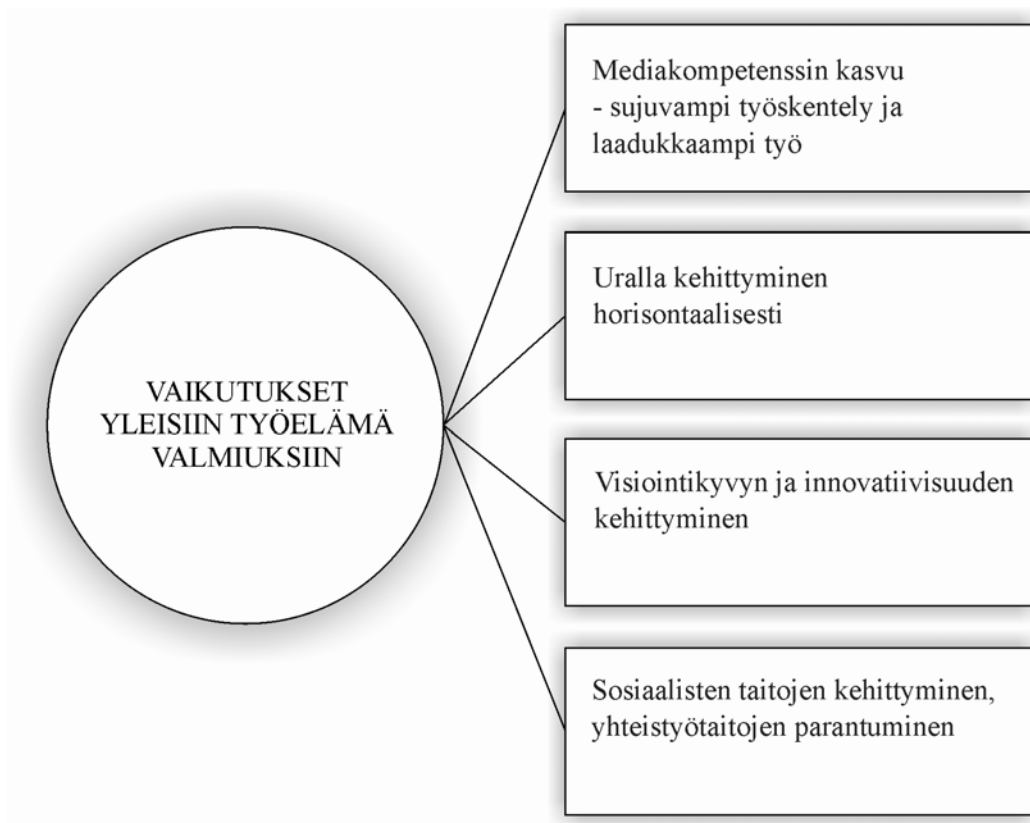 VAIKUTUKSET
YLEISIIN TYÖELÄMÄ
VALMIUKSIIN
Mediakompetenssin kasvu
- sujuvampi työskentely ja
laadukkaampi työ
Uralla kehittyminen
horisontaalisesti
Visiointikyvyn ja innovatiivisuuden
kehittyminen
Sosiaalisten taitojen kehittyminen,
yhteistyötaitojen parantuminen